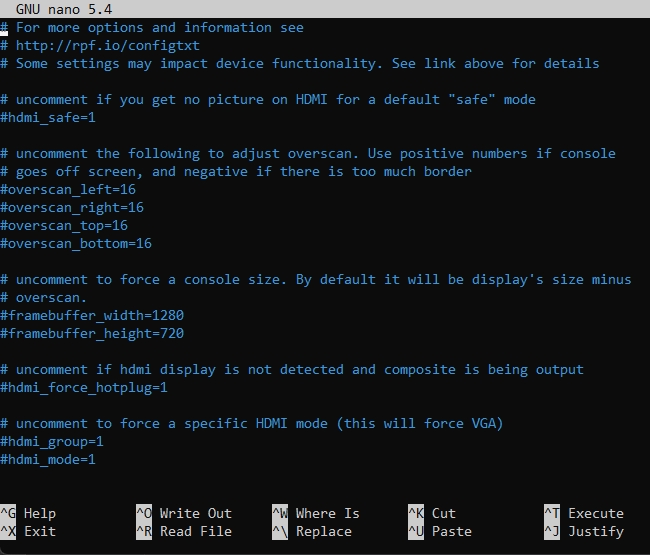 GNU nano 5.4
# For more options and information see
# http://rpf.io/configtxt
# Some settings may impact device functionality. See link above for details
# uncomment if you get no picture on HDMI for a default "safe" mode
#hdmi_safe=1
# uncomment the following to adjust overscan. Use positive numbers if console
# goes off screen, and negative if there is too much border
#overscan_left=16
#overscan_right=16
#overscan_top=16
#overscan_bottom=16
# uncomment to force a console size. By default it will be display's size minus
# overscan.
#framebuffer_width=1280
#framebuffer_height=720
# uncomment if hdmi display is not detected and composite is being output
#hdmi_force_hotplug=1
# uncomment to force a specific HDMI mode (this will force VGA)
#hdmi_group=1
#hdmi_mode=1
^G Help ^O Write Out ^W Where Is ^K Cut ^T Execute
^X Exit ^R Read File ^\ Replace ^U Paste ^J Justify